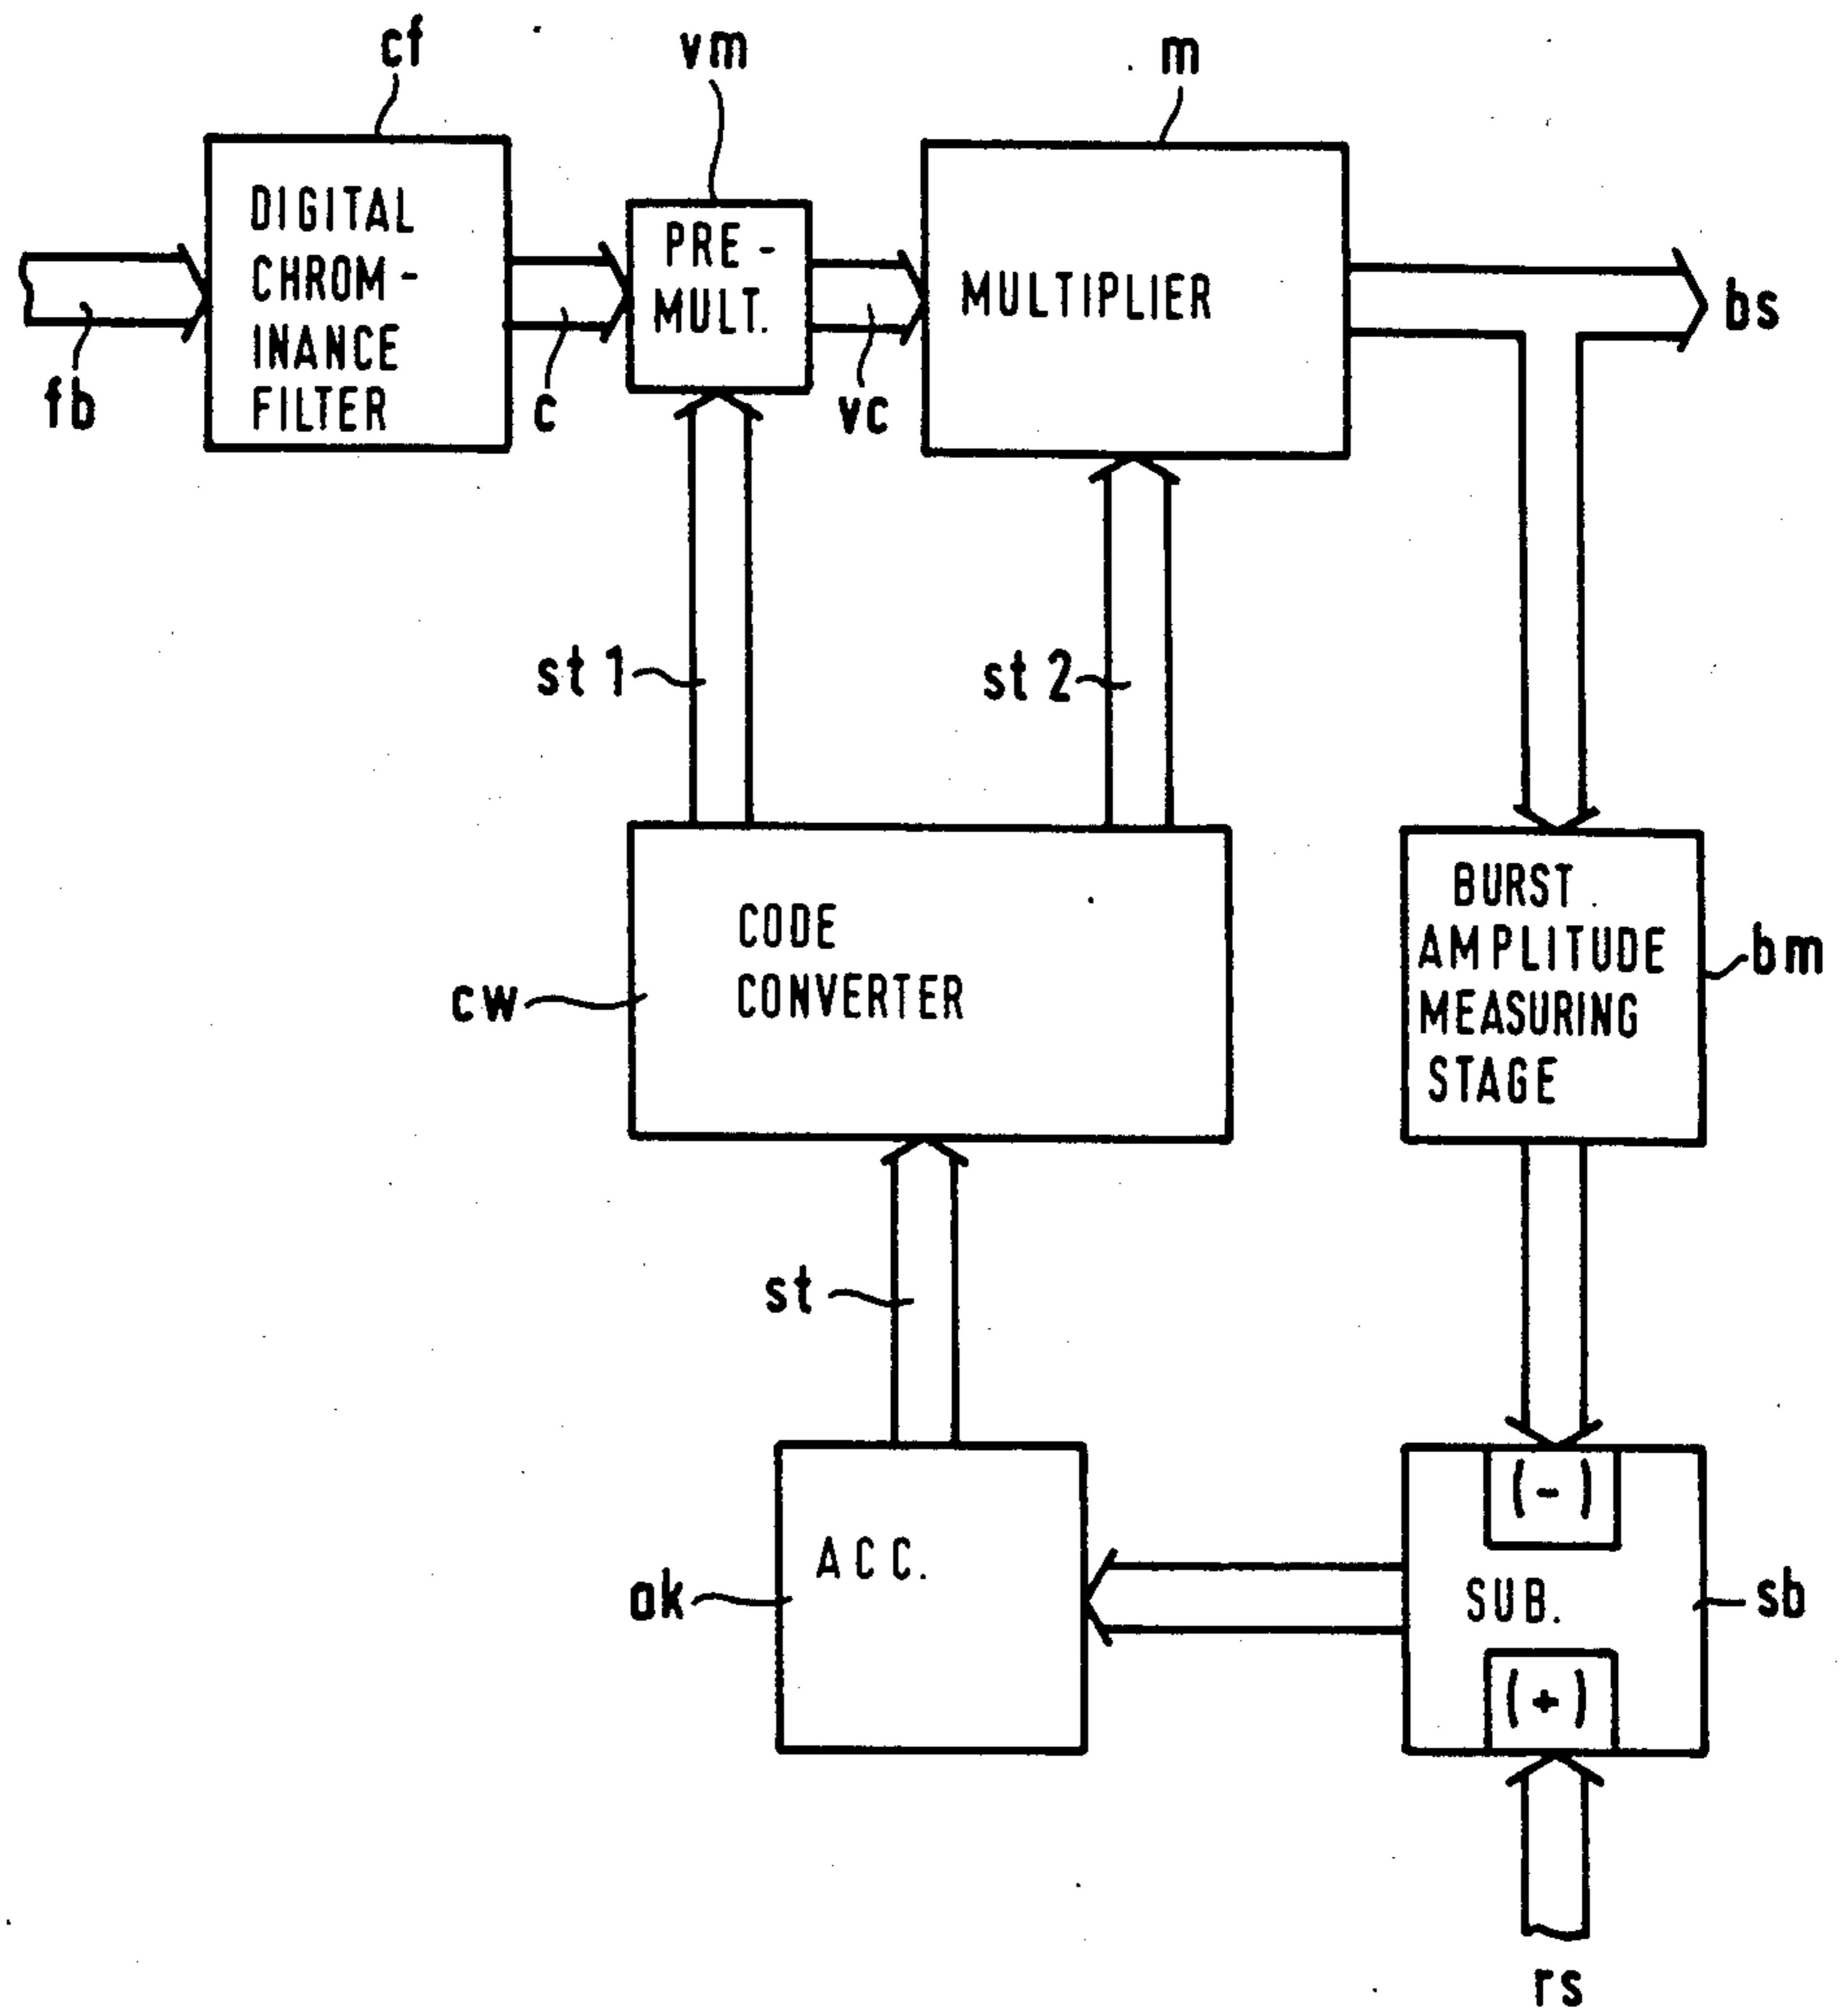 cf
vm
m
DIGITAL
CHROM-
INANCE
FILTER
PRE-
MULT.
MULTIPLIER
bs
fb
c
vc
st 1
st 2
CODE
CONVERTER
cw
BURST
AMPLITUDE
MEASURING
STAGE
bm
st
(-)
ACC.
ak
SUB.
sb
(+)
rs